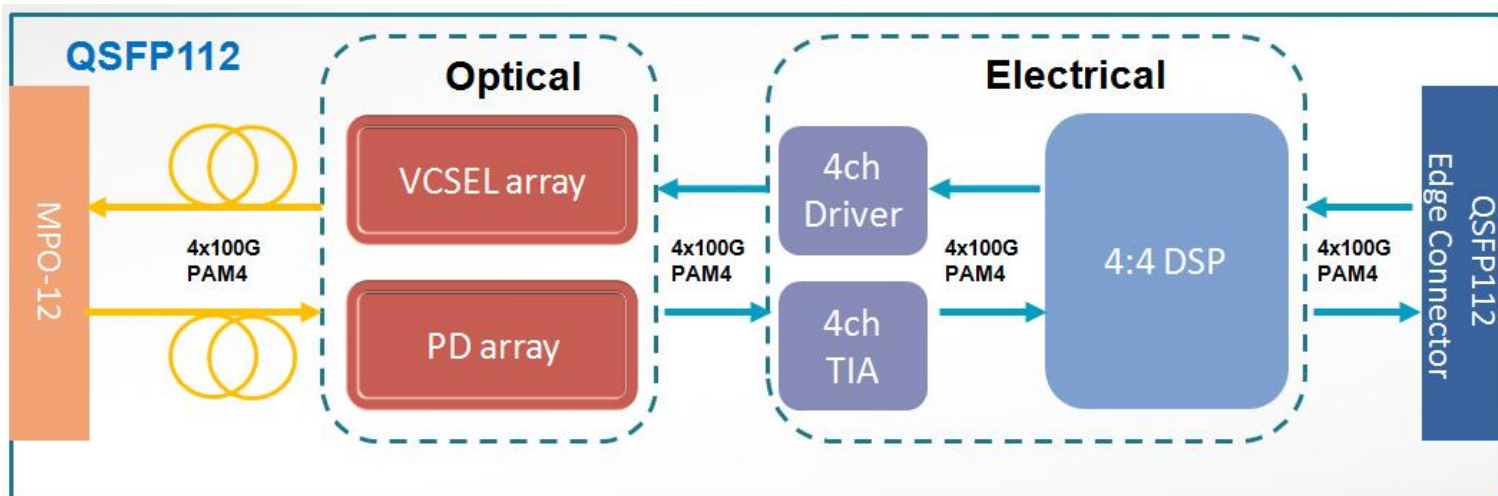 QSFP112
Optical
Electrical
MPO-12
4x100G
PAM4
VCSEL array
PD array
4x100G
PAM4
4ch
Driver
4ch
TIA
4x100G
PAM4
4:4 DSP
4x100G
PAM4
QSFP112
Edge Connector